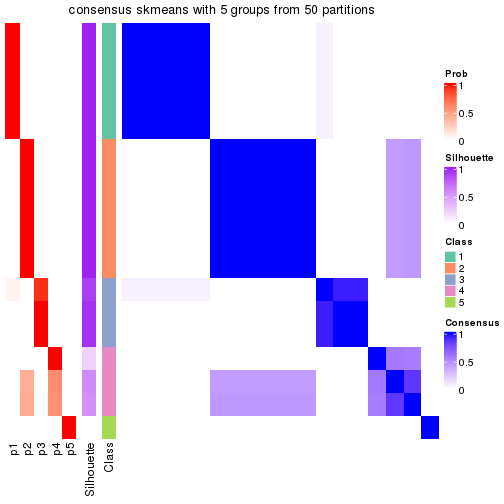 consensus skmeans with 5 groups from 50 partitions
Prob
1
0.5
0
Silhouette
1
0.5
0
Class
1
2
3
4
5
Consensus
1
0.5
0
p1
p2
p3
p4
p5
Silhouette
Class